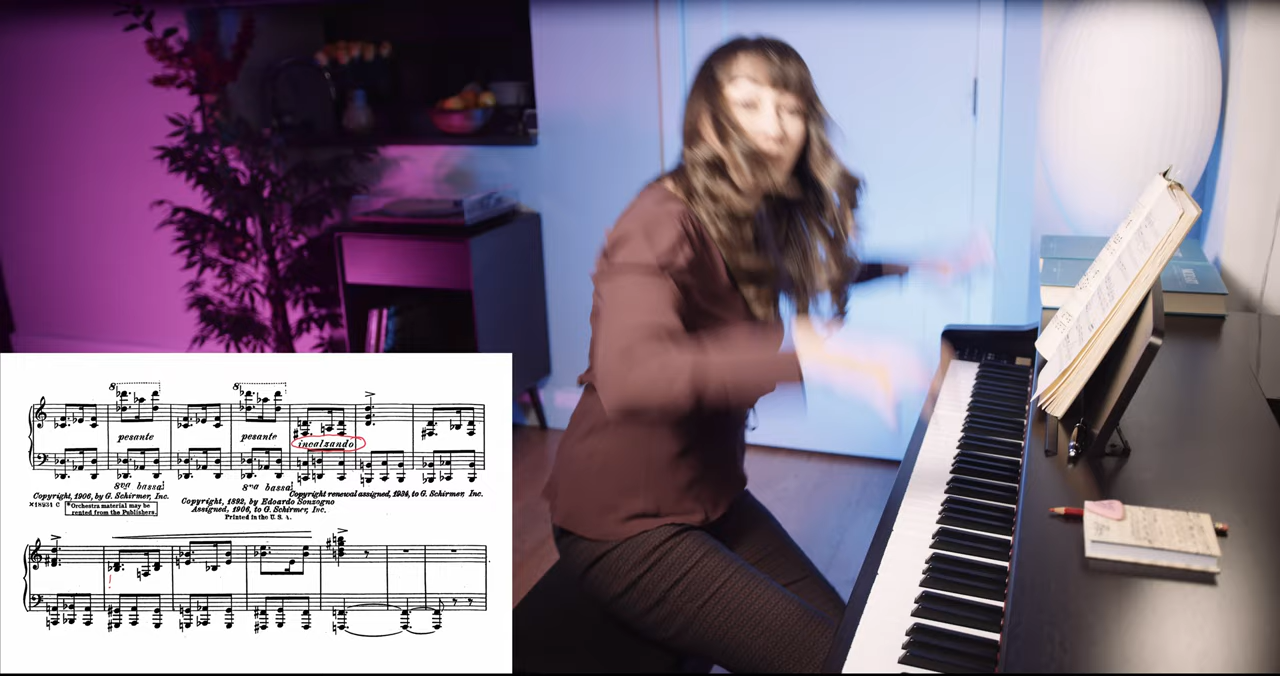 8
8
pesante
pesante
incalzando
8va bassa
8va bassa
Copyright, 1906, by G. Schirmer, Inc.
Copyright, 1892, by Edoardo Sonzogno
Assigned, 1906, to G. Schirmer, Inc.
Copyright renewal assigned, 1934, to G. Schirmer Inc.
*Orchestra material may be
rented from the Publishers.
Printed in the U. S. A.